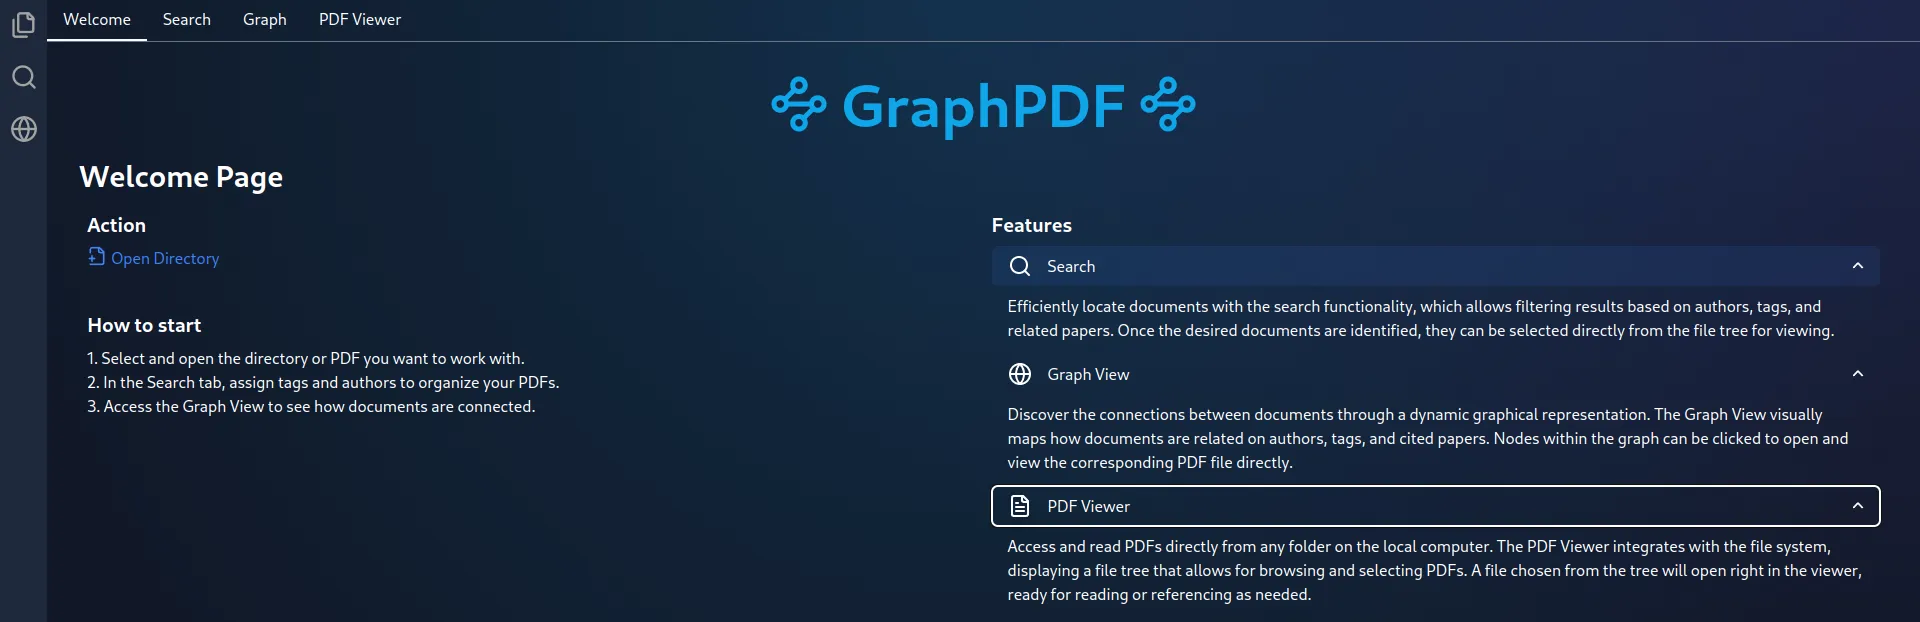 Welcome Search Graph PDF Viewer
GraphPDF
Welcome Page
Action
Open Directory
How to start
1. Select and open the directory or PDF you want to work with.
2. In the Search tab, assign tags and authors to organize your PDFs.
3. Access the Graph View to see how documents are connected.
Features
Search
Efficiently locate documents with the search functionality, which allows filtering results based on authors, tags, and
related papers. Once the desired documents are identified, they can be selected directly from the file tree for viewing.
Graph View
Discover the connections between documents through a dynamic graphical representation. The Graph View visually
maps how documents are related on authors, tags, and cited papers. Nodes within the graph can be clicked to open and
view the corresponding PDF file directly.
PDF Viewer
Access and read PDFs directly from any folder on the local computer. The PDF Viewer integrates with the file system,
displaying a file tree that allows for browsing and selecting PDFs. A file chosen from the tree will open right in the viewer,
ready for reading or referencing as needed.